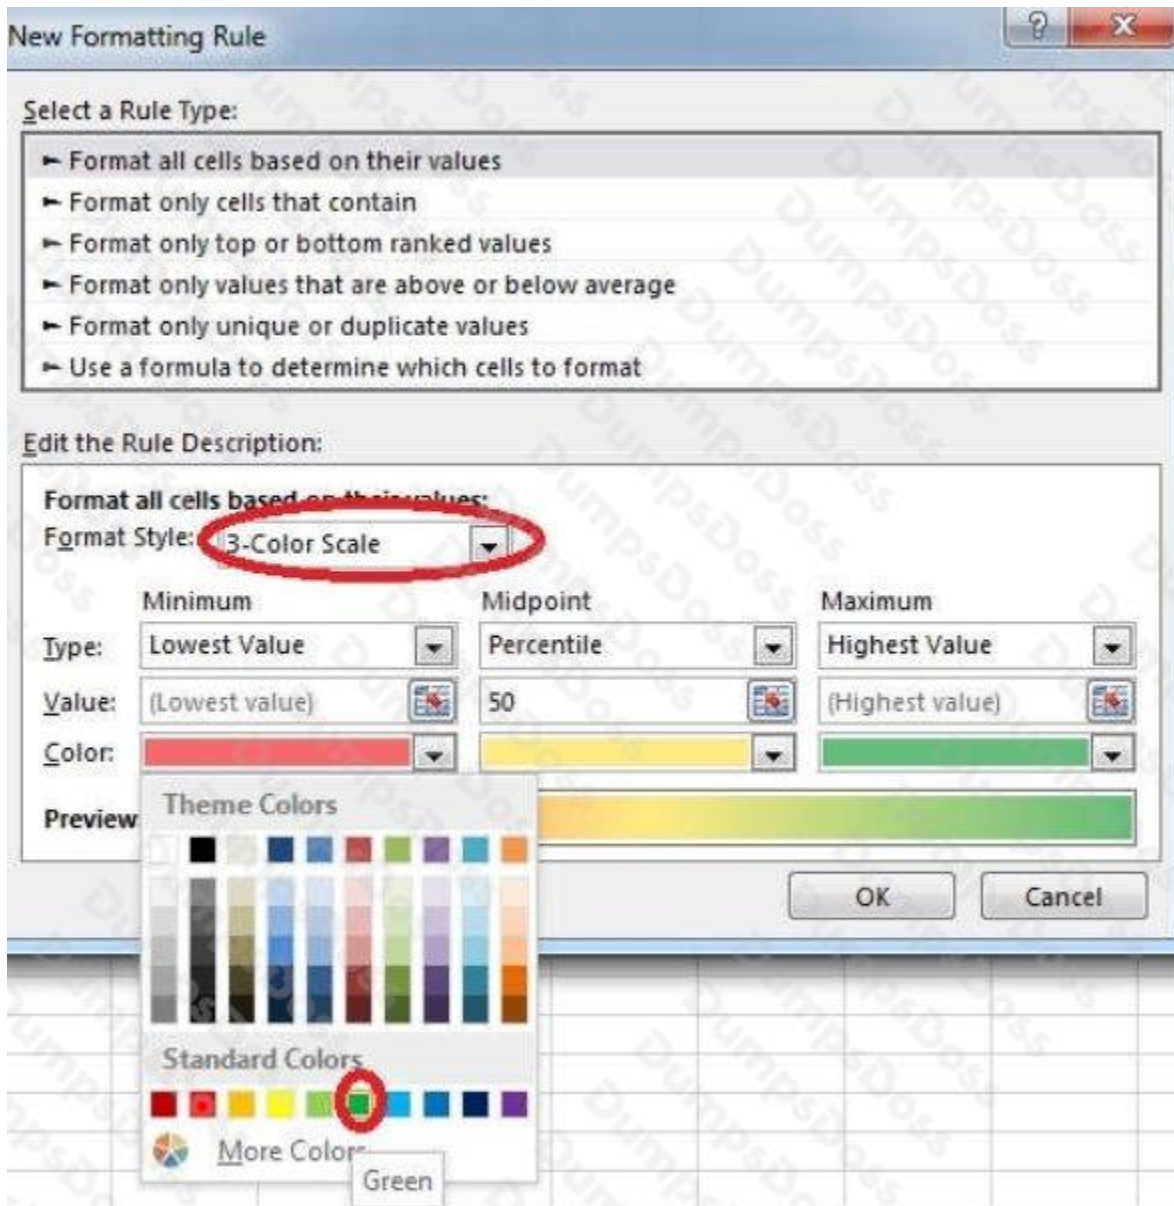 New Formatting Rule
Select a Rule Type:
► Format all cells based on their values
► Format only cells that contain
► Format only top or bottom ranked values
► Format only values that are above or below average
► Format only unique or duplicate values
► Use a formula to determine which cells to format
Edit the Rule Description:
Format all cells based on their values:
Format Style: 3-Color Scale
Minimum Midpoint Maximum
Type: Lowest Value Percentile Highest Value
Value: (Lowest value) 50 (Highest value)
Color:
Preview
Theme Colors
OK Cancel
Standard Colors
More Colors
Green
DumpsDoss